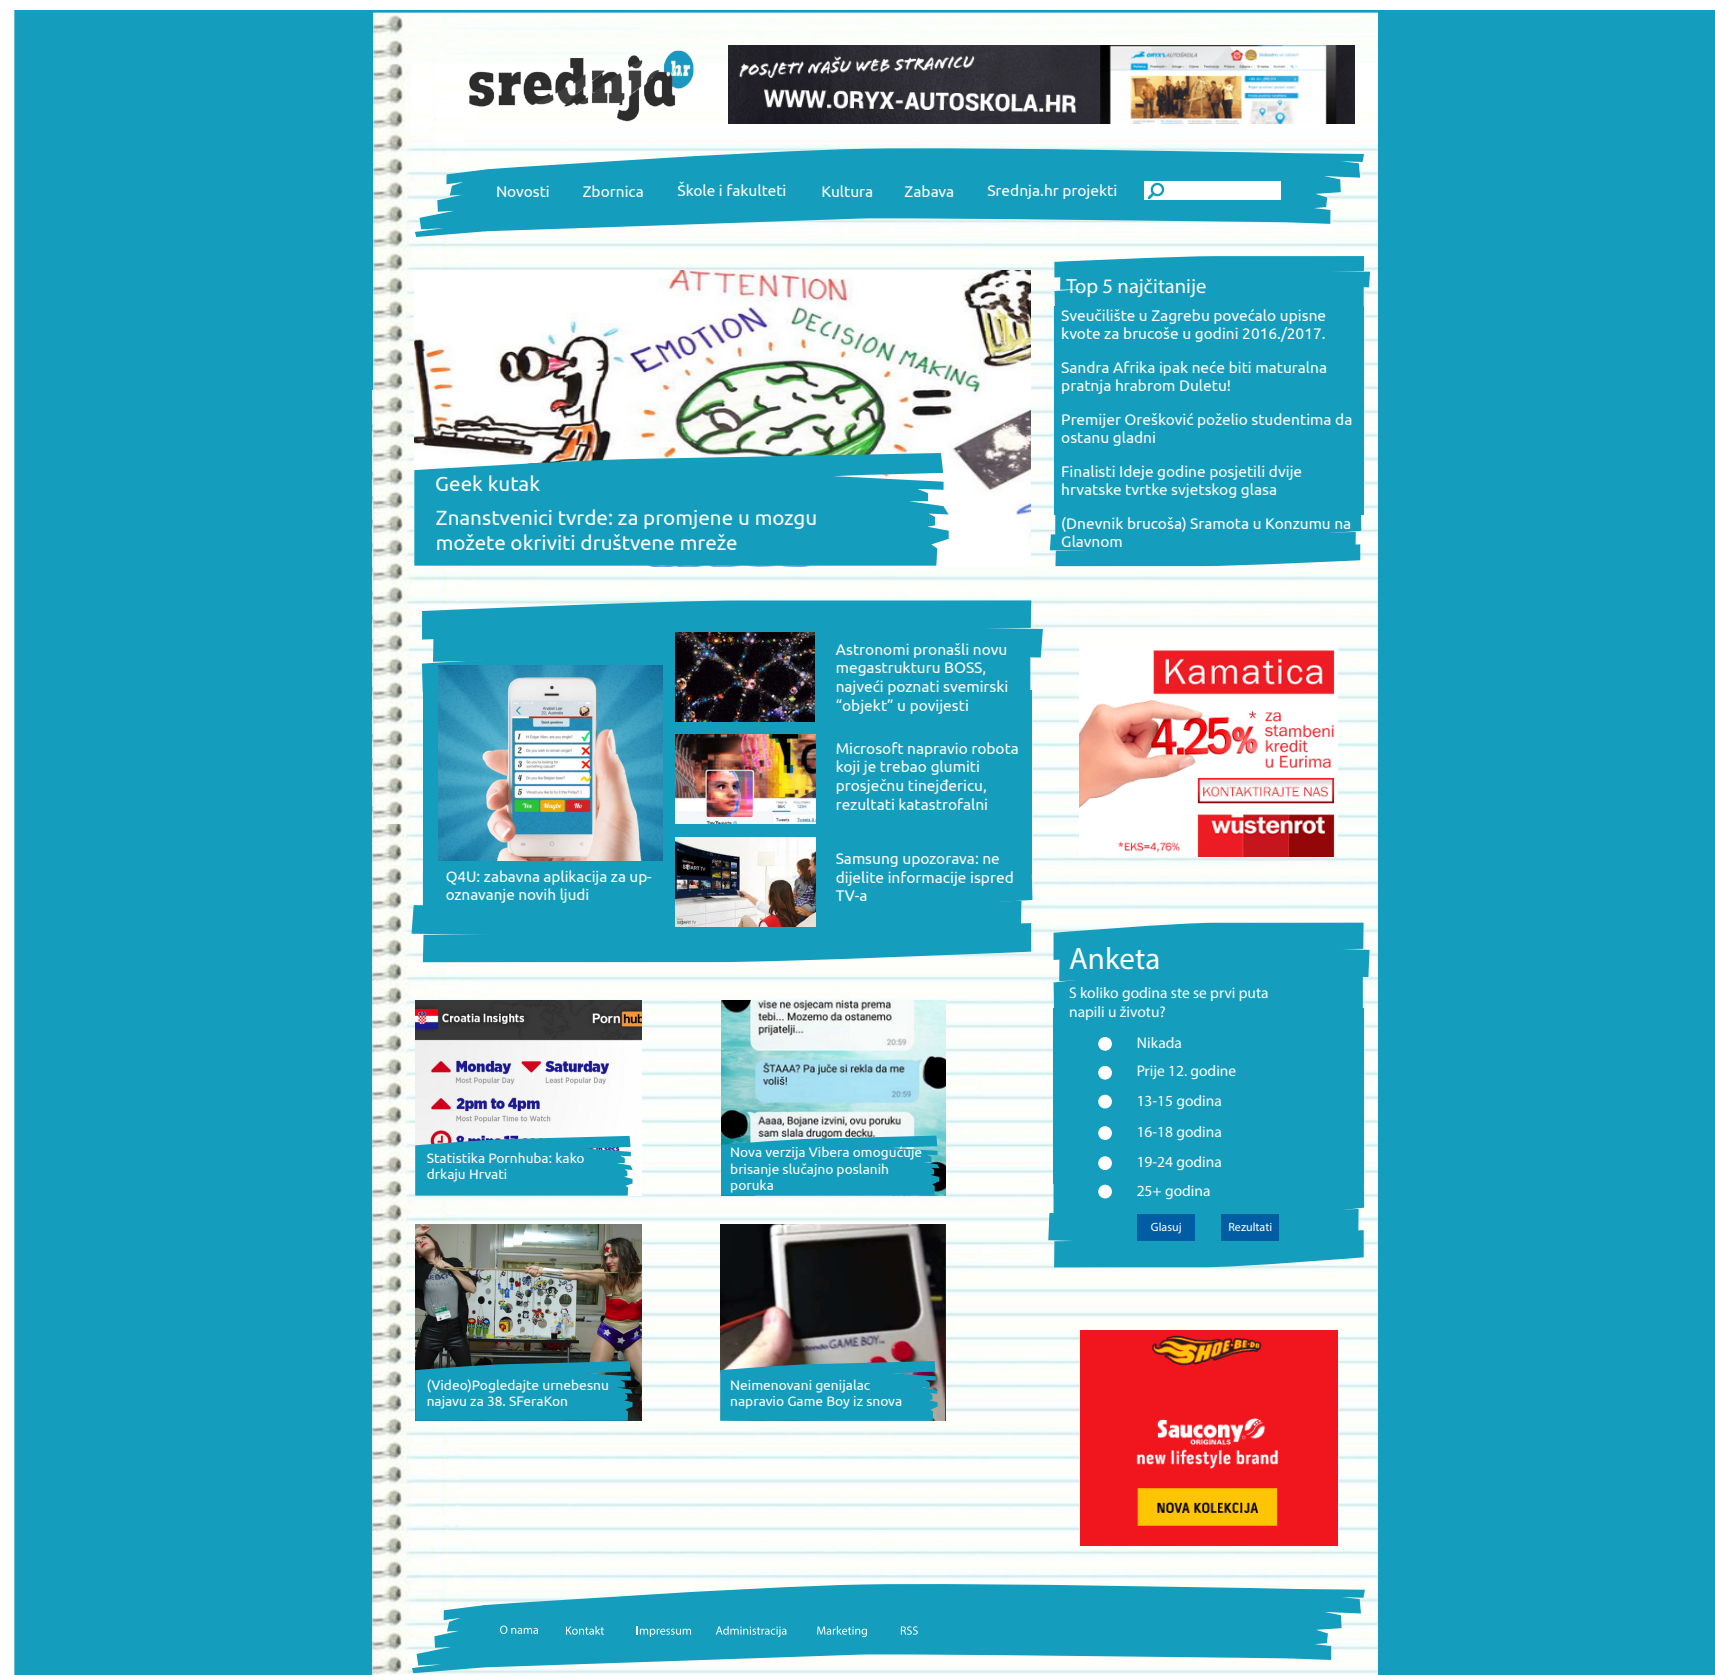 srednja.hr
POSJETI NAŠU WEB STRANICU
WWW.ORYX-AUTOSKOLA.HR
Novosti
Zbornica
Škole i fakulteti
Kultura
Zabava
Srednja.hr projekti
ATTENTION
EMOTION
DECISION MAKING
Geek kutak
Znanstvenici tvrde: za promjene u mozgu
možete okriviti društvene mreže
Top 5 najčitanije
Sveučilište u Zagrebu povećalo upisne
kvote za brucoše u godini 2016./2017.
Sandra Afrika ipak neće biti maturalna
pratnja hrabrom Duletu!
Premijer Orešković poželio studentima da
ostanu gladni
Finalisti Ideje godine posjetili dvije
hrvatske tvrtke svjetskog glasa
(Dnevnik brucoša) Sramota u Konzumu na
Glavnom
Yes
Maybe
No
Q4U: zabavna aplikacija za up-
oznavanje novih ljudi
Astronomi pronašli novu
megastrukturu BOSS,
najveći poznati svemirski
“objekt” u povijesti
Microsoft napravio robota
koji je trebao glumiti
prosječnu tinejđericu,
rezultati katastrofalni
Samsung upozorava: ne
dijelite informacije ispred
TV-a
Kamatica
4.25%*
za
stambeni
kredit
u Eurima
KONTAKTIRAJTE NAS
wüstenrot
*EKS=4,76%
Anketa
S koliko godina ste se prvi puta
napili u životu?
Nikada
Prije 12. godine
13-15 godina
16-18 godina
19-24 godina
25+ godina
Glasuj
Rezultati
Croatia Insights
Porn hub
Monday
Most Popular Day
Saturday
Least Popular Day
2pm to 4pm
Most Popular Time to Watch
Statistika Pornhuba: kako
drkaju Hrvati
vise ne osjecam nista prema
tebi... Mozemo da ostanemo
prijatelji...
20:59
ŠTAAA? Pa juče si rekla da me
voliš!
20:59
Aaaa, Bojane izvini, ovu poruku
sam slala drugom decku.
Nova verzija Vibera omogućuje
brisanje slučajno poslanih
poruka
(Video)Pogledajte urnebesnu
najavu za 38. SFeraKon
Nintendo GAME BOY
Neimenovani genijalac
napravio Game Boy iz snova
SHOE-BE-DO
Saucony
ORIGINALS
new lifestyle brand
NOVA KOLEKCIJA
O nama
Kontakt
Impressum
Administracija
Marketing
RSS